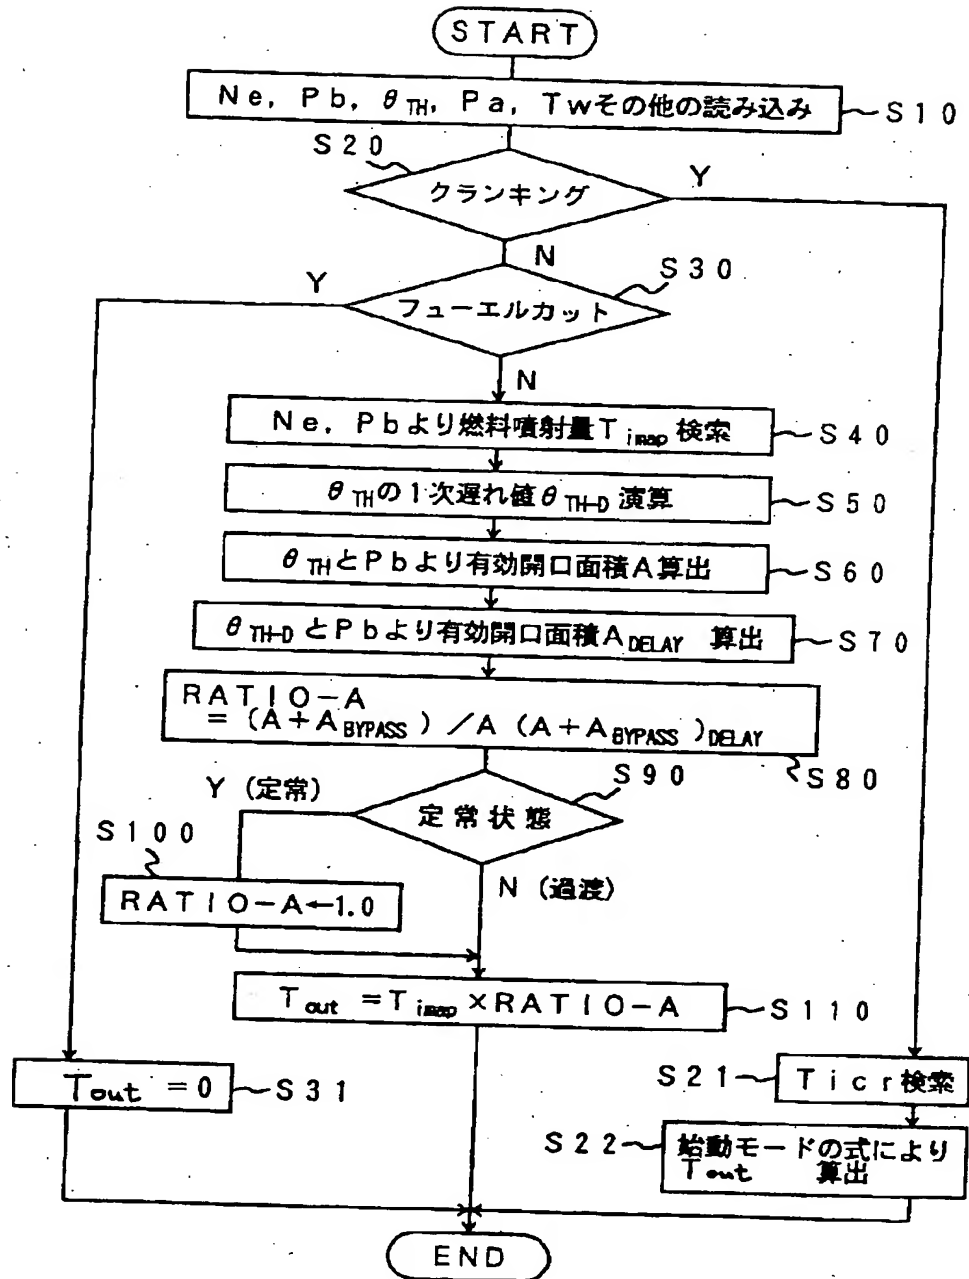 START
Ne, Pb, θTH, Pa, Twその他の読み込み
S10
S20
クランキング
Y
N
S30
Y
フューエルカット
N
Ne, Pbより燃料噴射量Timap検索
S40
θTHの1次遅れ値θTH-D演算
S50
θTHとPbより有効開口面積A算出
S60
θTH-DとPbより有効開口面積ADELAY 算出
S70
RATIO-A
=(A+ABYPASS)/A(A+ABYPASS)DELAY
S80
S90
Y(定常)
定常状態
S100
N(過渡)
RATIO-A←1.0
Tout=Timap×RATIO-A
S110
Tout=0
S31
S21
Ticr検索
S22
始動モードの式により
Tout 算出
END